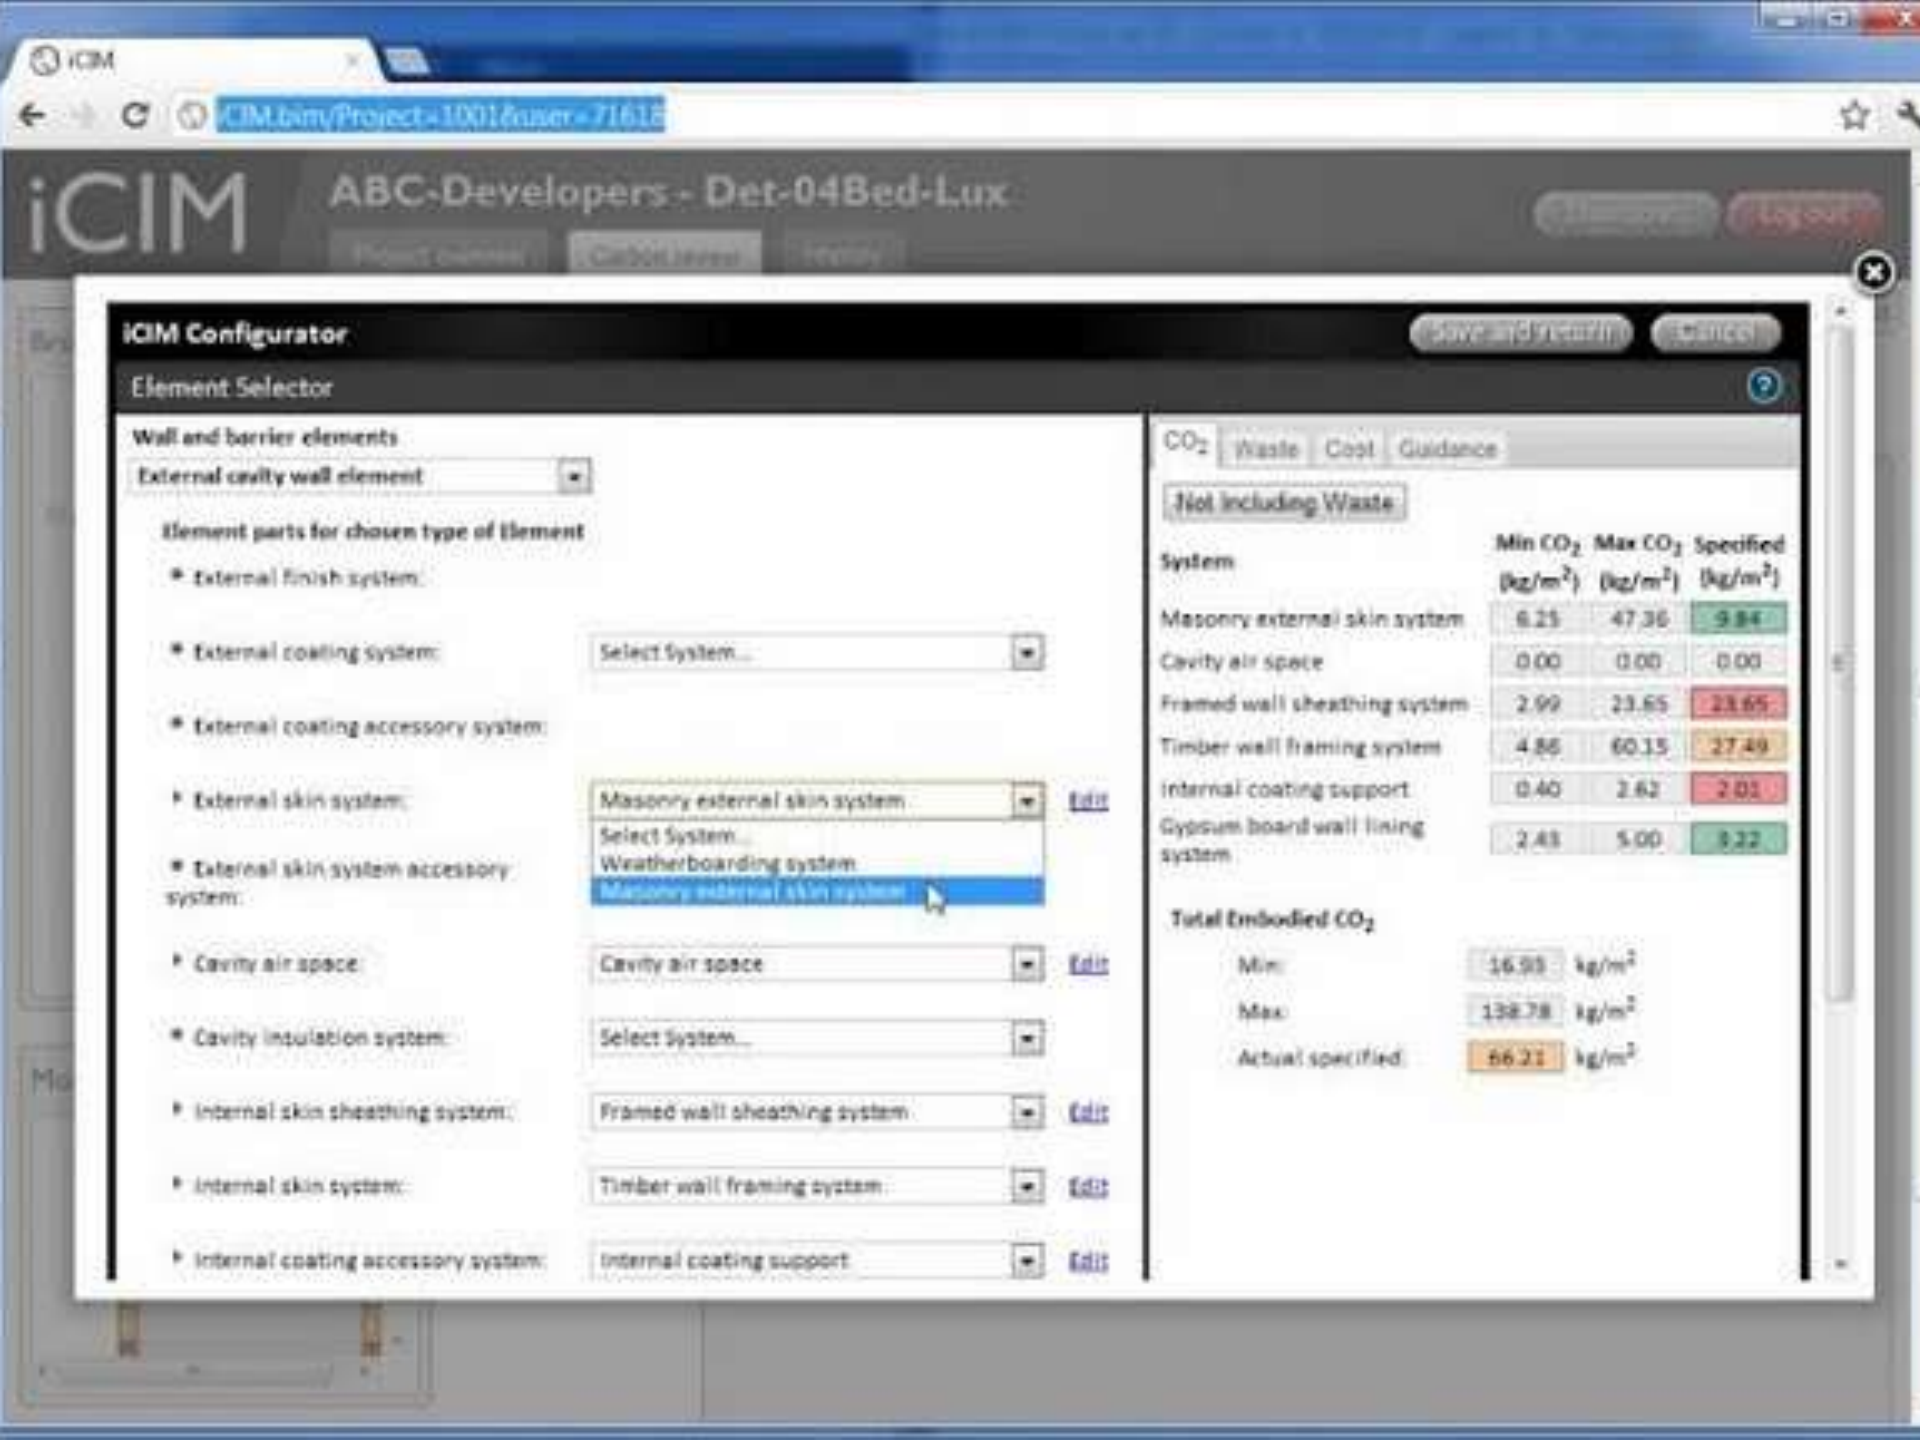 iCIM
iCIM.bim/Project=1001&user=71618
iCIM
ABC-Developers - Det-04Bed-Lux
Project overview
Carbon review
Log out
iCIM Configurator
Save and return
Cancel
Element Selector
Wall and barrier elements
External cavity wall element
Element parts for chosen type of Element
External finish system:
External coating system:
Select System...
External coating accessory system:
External skin system:
Masonry external skin system
Edit
Select System...
Weatherboarding system
Masonry external skin system
External skin system accessory
system:
Cavity air space:
Cavity air space
Edit
Cavity insulation system:
Select System...
Internal skin sheathing system:
Framed wall sheathing system
Edit
Internal skin system:
Timber wall framing system
Edit
Internal coating accessory system:
Internal coating support
Edit
CO2 Waste Cost Guidance
Not Including Waste
System
Min CO2 Max CO2 Specified
(kg/m2) (kg/m2) (kg/m2)
Masonry external skin system 6.25 47.36 9.84
Cavity air space 0.00 0.00 0.00
Framed wall sheathing system 2.99 23.65 23.65
Timber wall framing system 4.86 60.15 27.49
Internal coating support 0.40 2.62 2.01
Gypsum board wall lining
system
2.43 5.00 3.22
Total Embodied CO2
Min: 16.93 kg/m2
Max: 138.78 kg/m2
Actual specified: 66.21 kg/m2